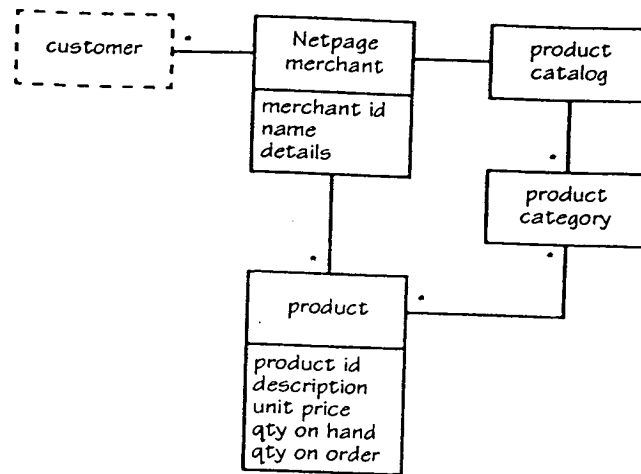 customer
*
Netpage
merchant
merchant id
name
details
product
catalog
*
product
category
*
*
*
product
product id
description
unit price
qty on hand
qty on order